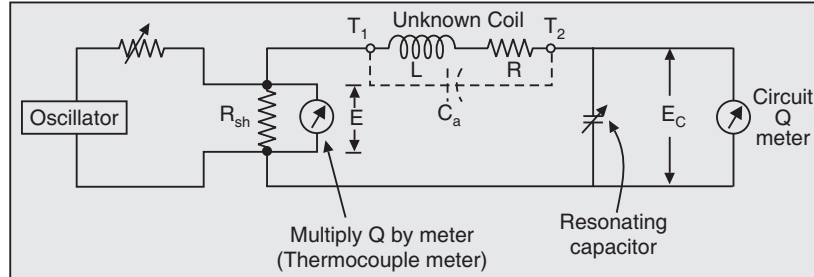 Unknown Coil
T1
T2
L
R
Ca
Oscillator
Rsh
E
EC
Circuit
Q
meter
Multiply Q by meter
(Thermocouple meter)
Resonating
capacitor